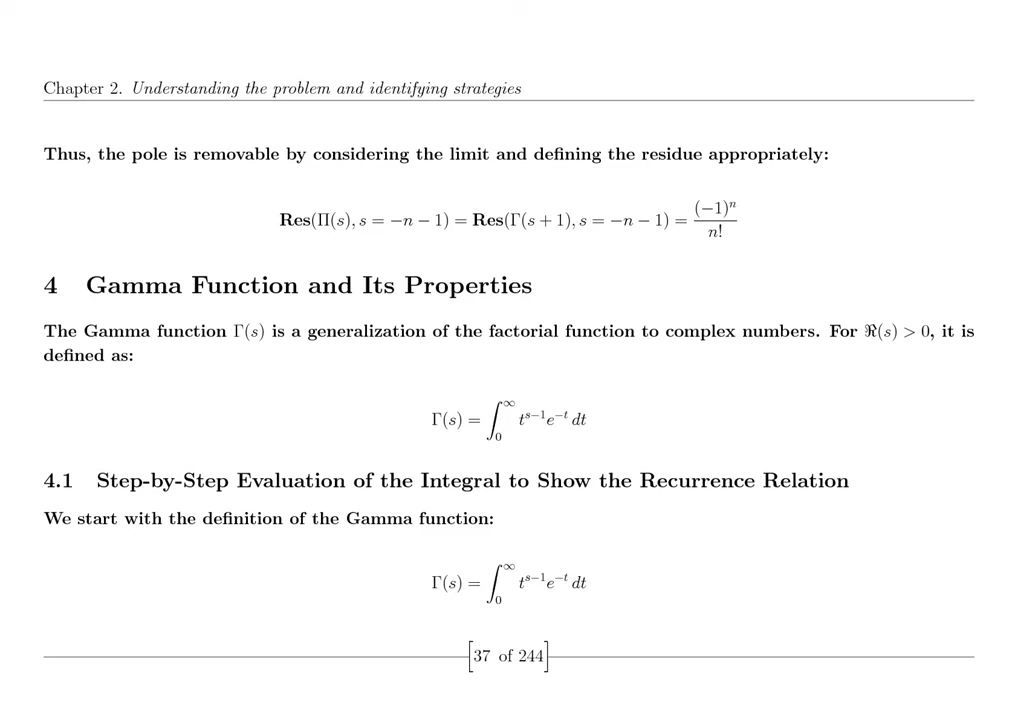 Chapter 2. Understanding the problem and identifying strategies
Thus, the pole is removable by considering the limit and defining the residue appropriately:
Res(Π(s), s = −n − 1) = Res(Γ(s + 1), s = −n − 1) = (−1)^n / n!
4 Gamma Function and Its Properties
The Gamma function Γ(s) is a generalization of the factorial function to complex numbers. For ℜ(s) > 0, it is
defined as:
Γ(s) = ∫_0^∞ t^{s−1} e^{−t} dt
4.1 Step-by-Step Evaluation of the Integral to Show the Recurrence Relation
We start with the definition of the Gamma function:
Γ(s) = ∫_0^∞ t^{s−1} e^{−t} dt
[37 of 244]